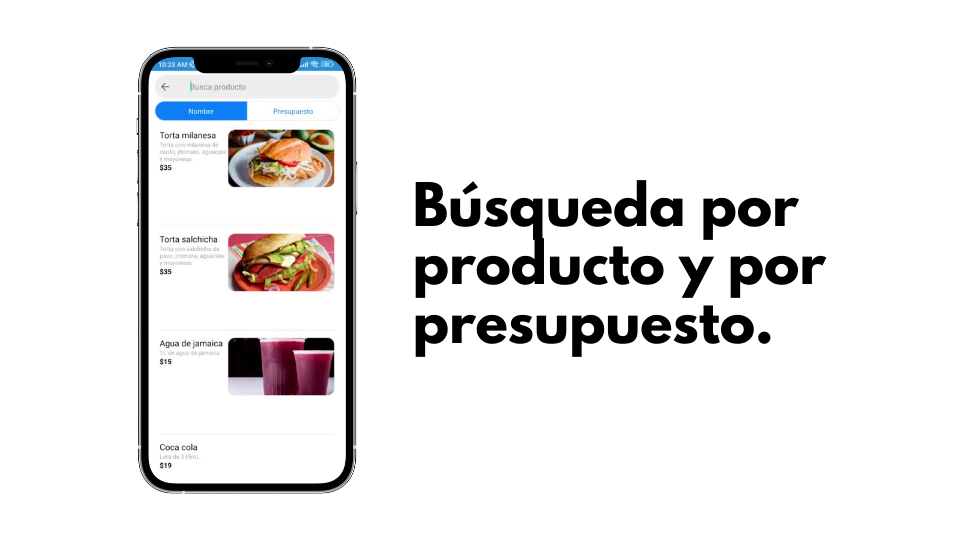 10:23 AM
Busca producto
Nombre
Presupuesto
Torta milanesa
Torta con milanesa de
cerdo, jitomate, aguacate
y mayonesa
$35
Torta salchicha
Torta con salchicha de
pavo, jitomate, aguacate
y mayonesa
$35
Agua de jamaica
1L de agua de jamaica
$15
Coca cola
Lata de 355mL
$19
Búsqueda por
producto y por
presupuesto.